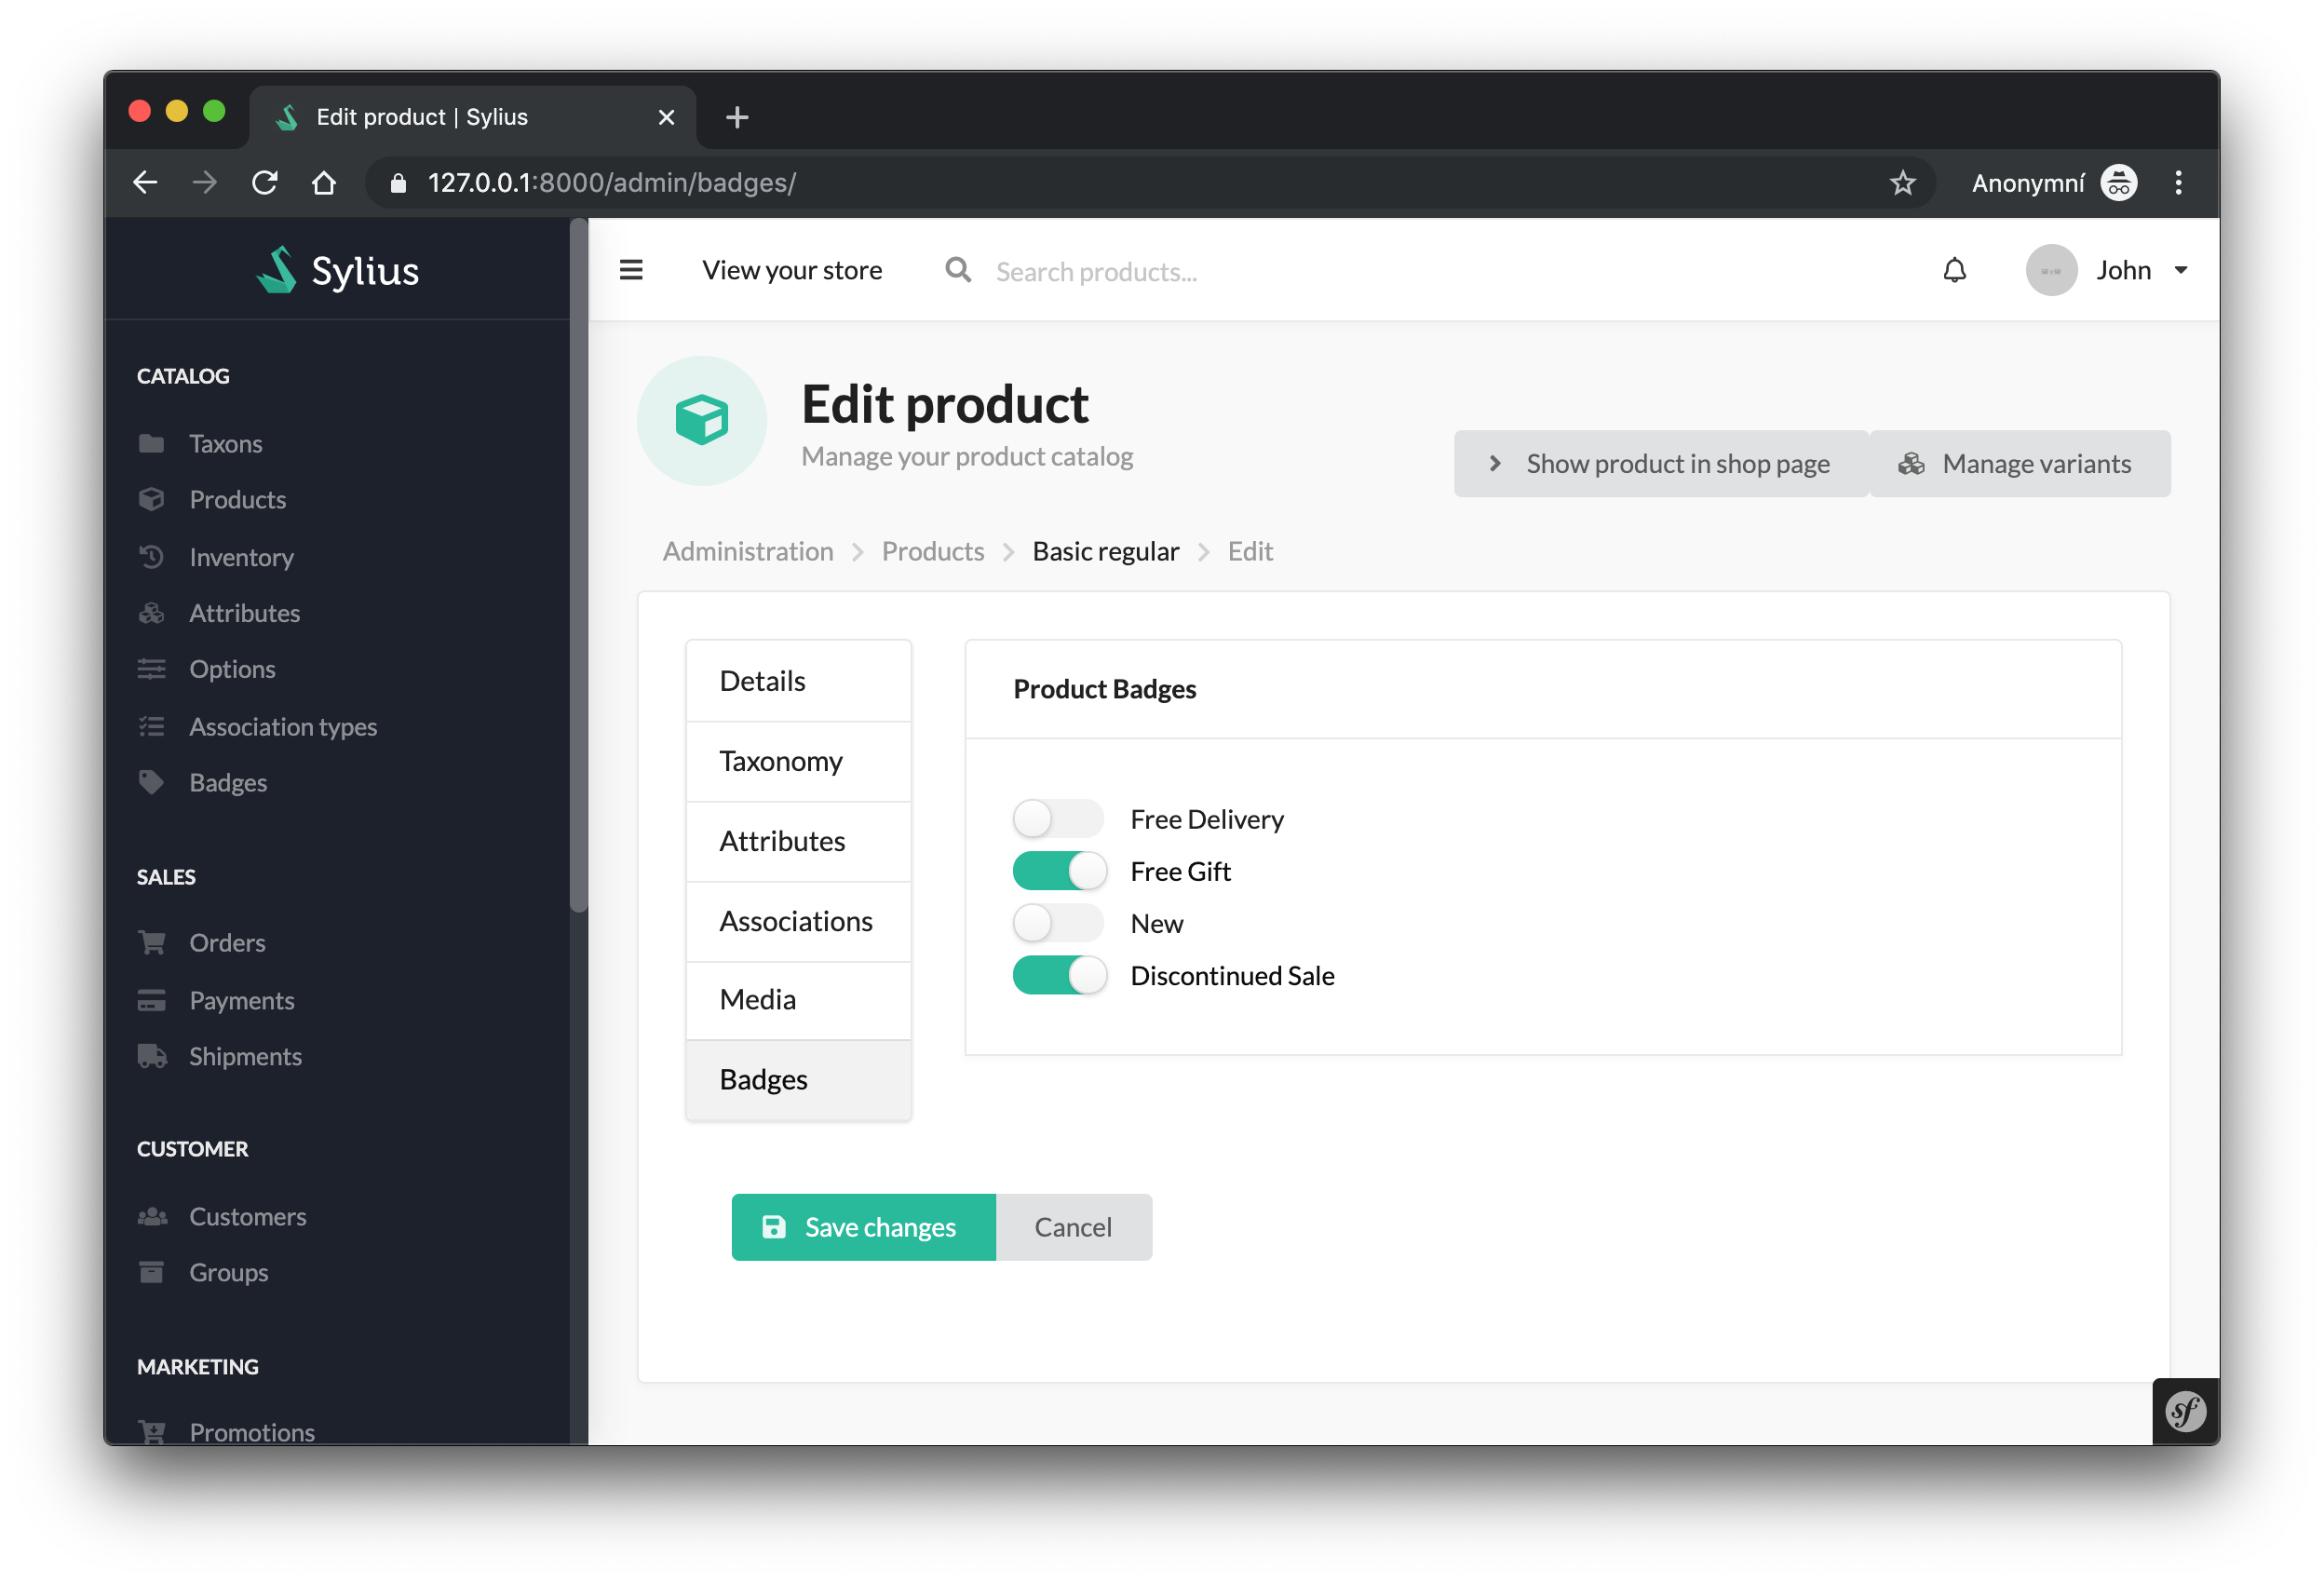 Edit product | Sylius
127.0.0.1:8000/admin/badges/
Anonymní
Sylius
View your store
Search products...
John
CATALOG
Taxons
Products
Inventory
Attributes
Options
Association types
Badges
SALES
Orders
Payments
Shipments
CUSTOMER
Customers
Groups
MARKETING
Promotions
Edit product
Manage your product catalog
Show product in shop page
Manage variants
Administration > Products > Basic regular > Edit
Details
Taxonomy
Attributes
Associations
Media
Badges
Product Badges
Free Delivery
Free Gift
New
Discontinued Sale
Save changes
Cancel
sf